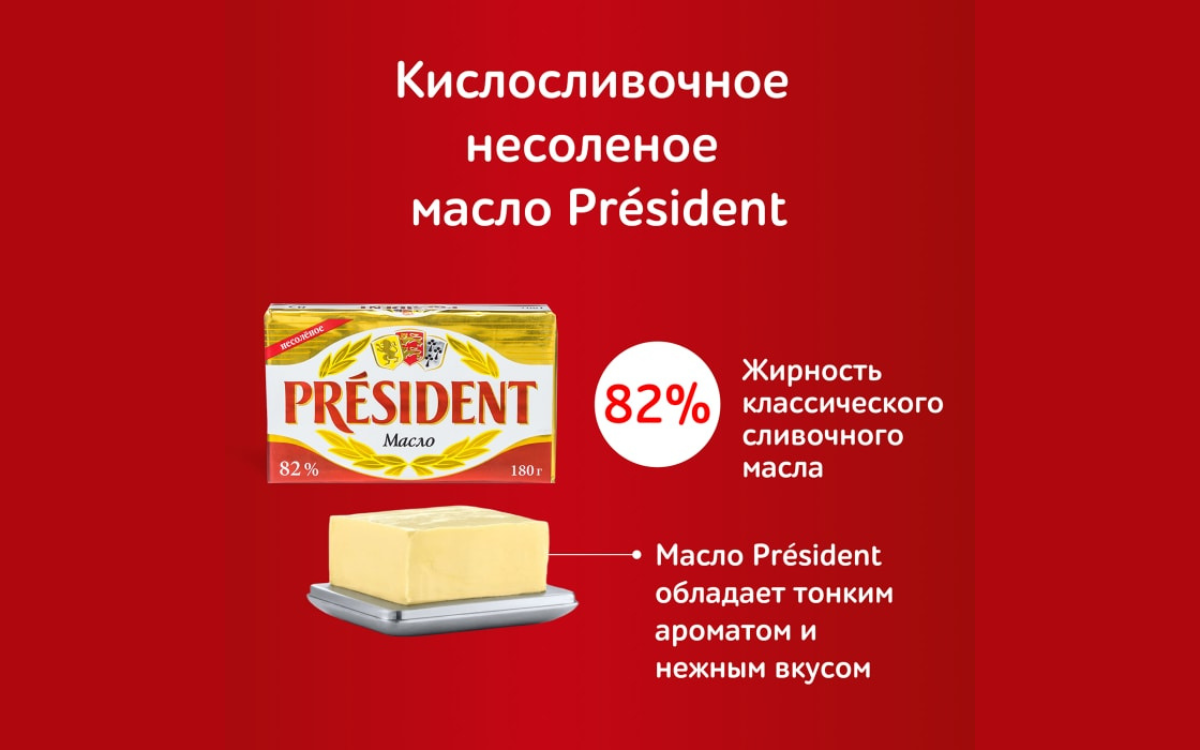 Кислосливочное
несоленое
масло Président
несолёное
PRÉSIDENT
Масло
82 %
180 г
82%
Жирность
классического
сливочного
масла
Масло Président
обладает тонким
ароматом и
нежным вкусом